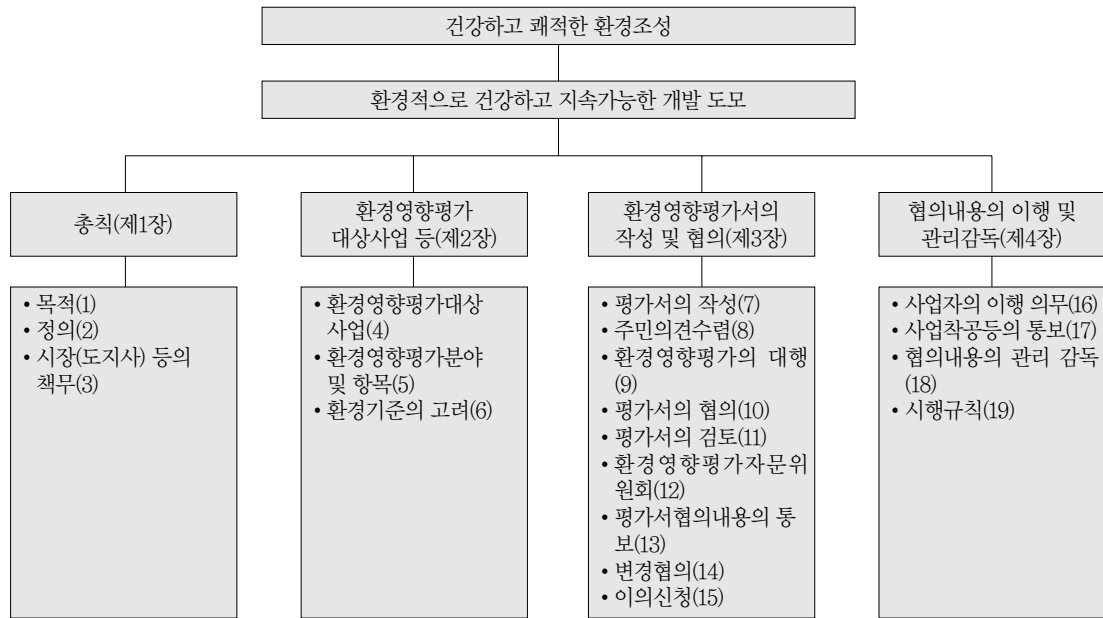 건강하고 쾌적한 환경조성
환경적으로 건강하고 지속가능한 개발 도모
총칙(제1장)
환경영향평가
대상사업 등(제2장)
환경영향평가서의
작성 및 협의(제3장)
협의내용의 이행 및
관리감독(제4장)
• 목적(1)
• 정의(2)
• 시장(도지사) 등의
책무(3)
• 환경영향평가대상
사업(4)
• 환경영향평가분야
및 항목(5)
• 환경기준의 고려(6)
• 평가서의 작성(7)
• 주민의견수렴(8)
• 환경영향평가의 대행
(9)
• 평가서의 협의(10)
• 평가서의 검토(11)
• 환경영향평가자문위
원회(12)
• 평가서협의내용의 통
보(13)
• 변경협의(14)
• 이의신청(15)
• 사업자의 이행 의무(16)
• 사업착공등의 통보(17)
• 협의내용의 관리 감독
(18)
• 시행규칙(19)